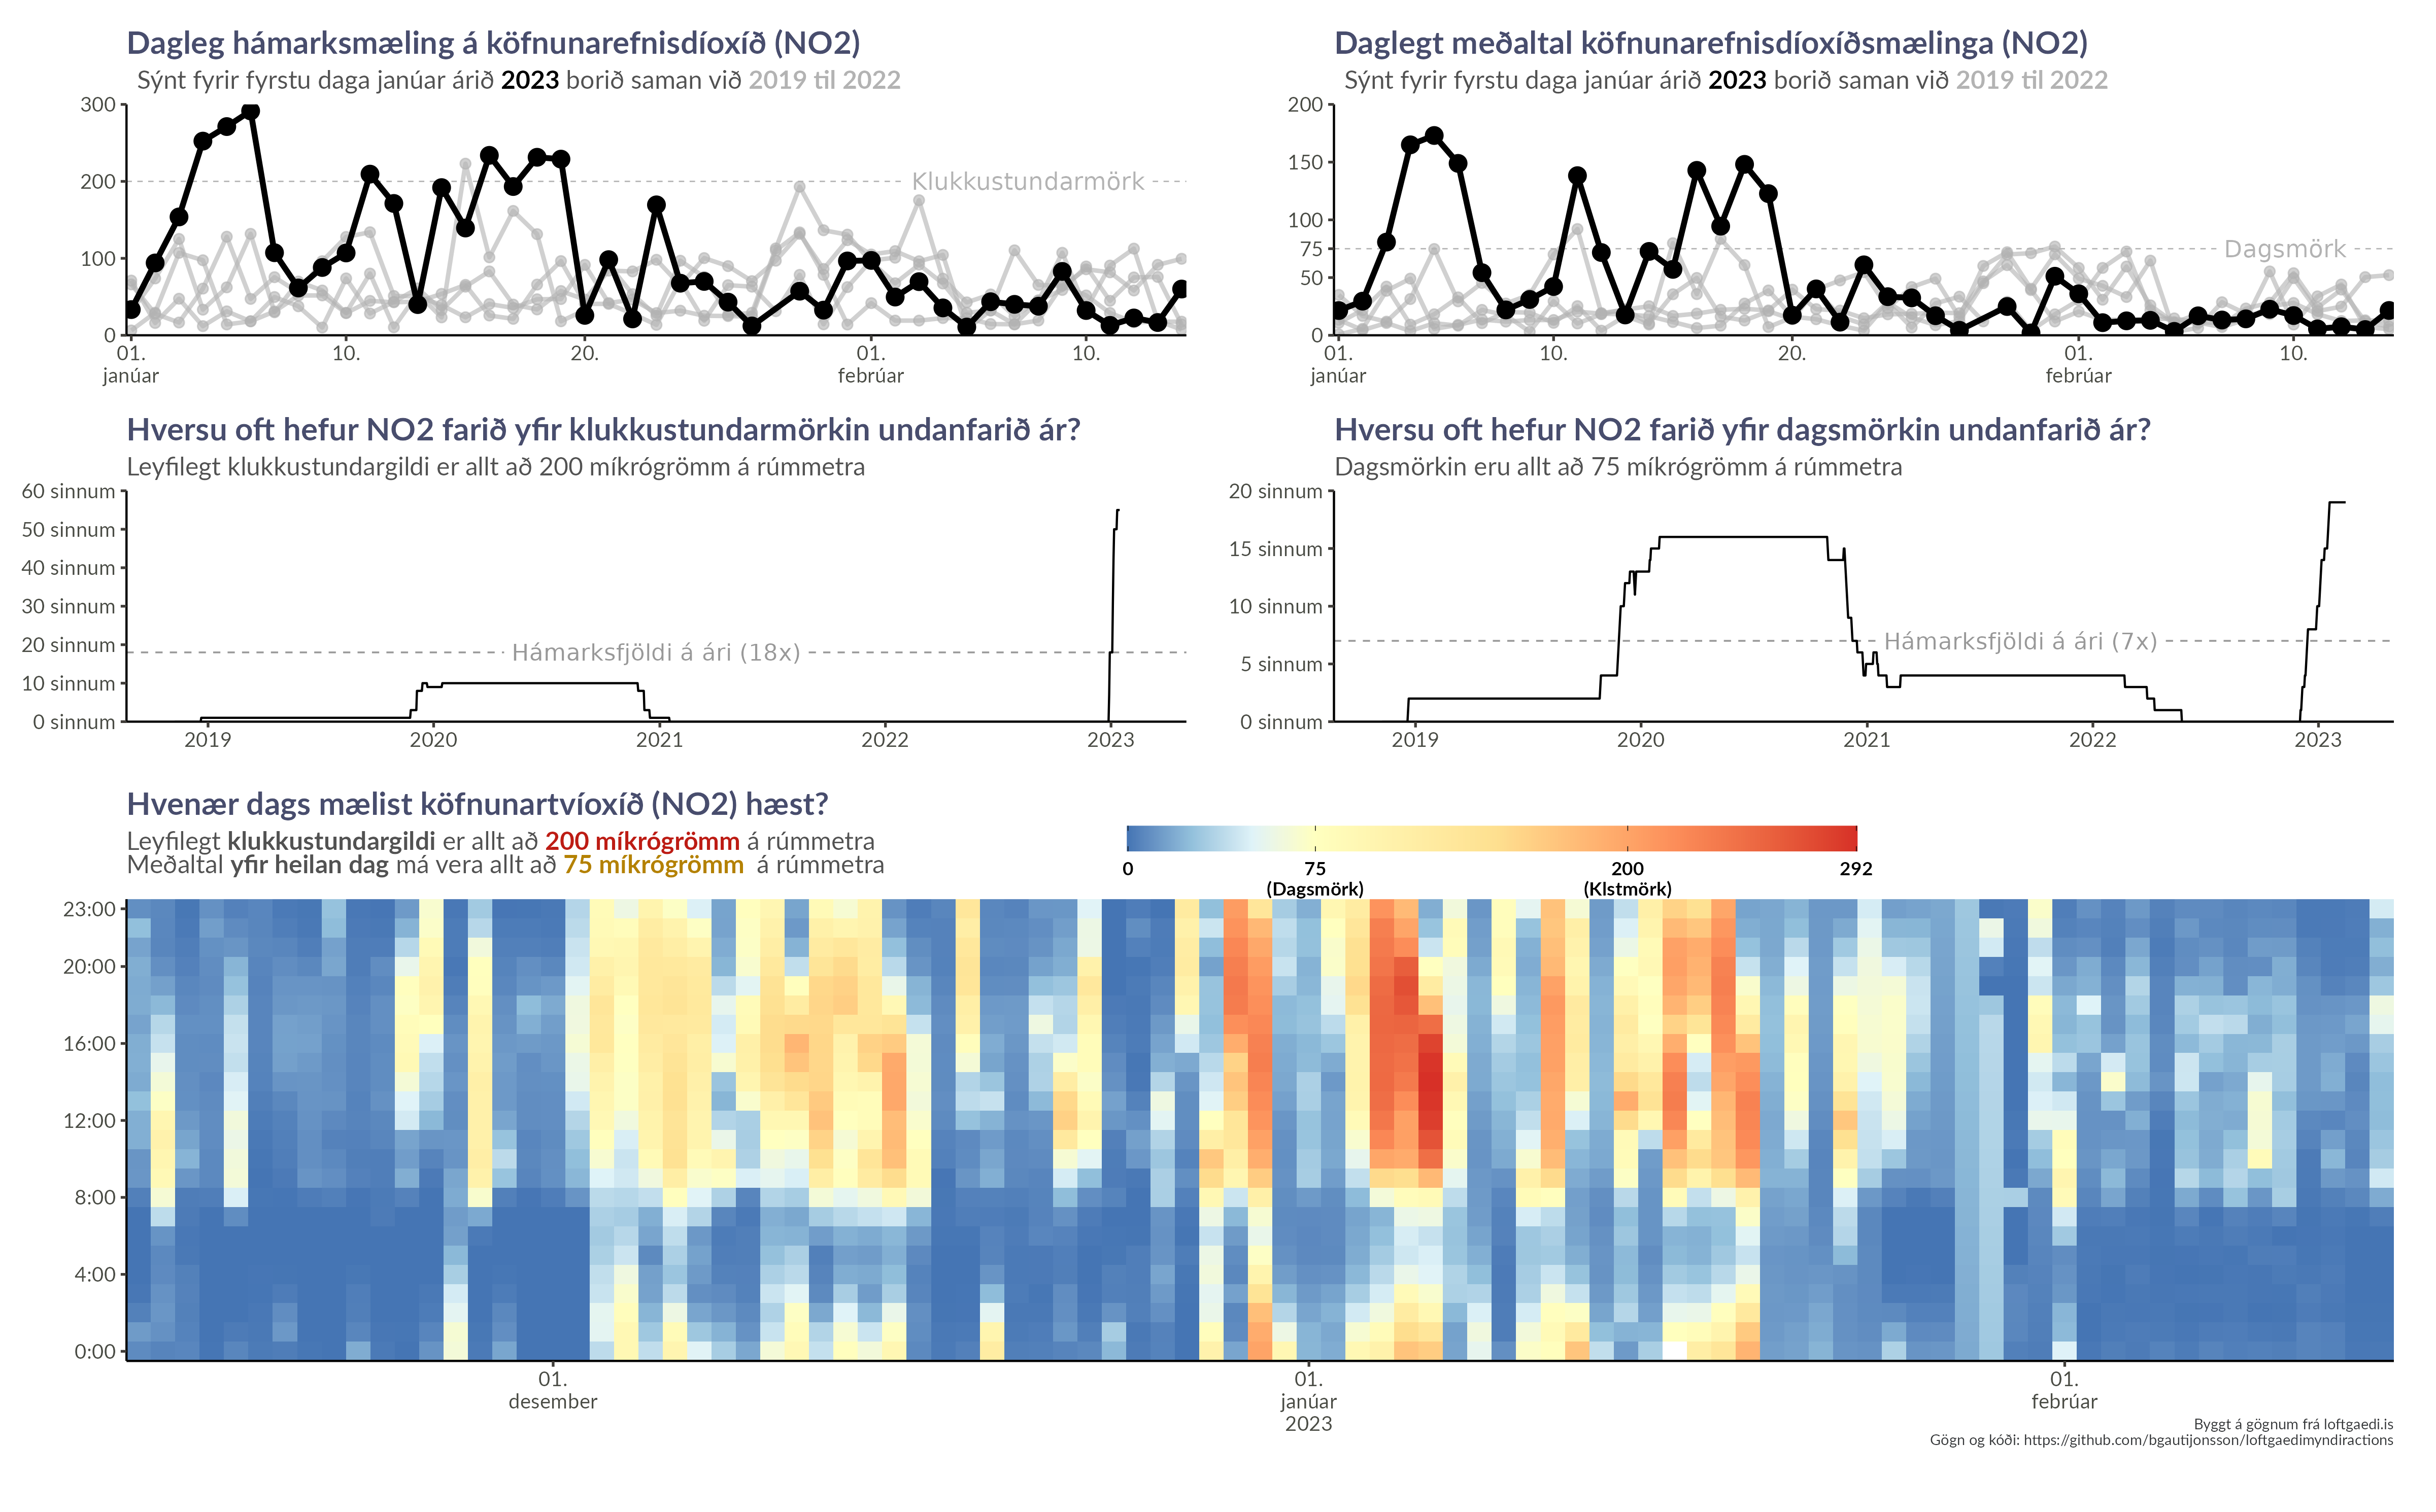 Dagleg hámarksmæling á köfnunarefnisdíoxíð (NO2)
Sýnt fyrir fyrstu daga janúar árið 2023 borið saman við 2019 til 2022
300
200
100
0
Klukkustundarmörk
01.
janúar
10.
20.
01.
febrúar
10.
Daglegt meðaltal köfnunarefnisdíoxíðsmælinga (NO2)
Sýnt fyrir fyrstu daga janúar árið 2023 borið saman við 2019 til 2022
200
150
100
75
50
0
Dagsmörk
01.
janúar
10.
20.
01.
febrúar
10.
Hversu oft hefur NO2 farið yfir klukkustundarmörkin undanfarið ár?
Leyfilegt klukkustundargildi er allt að 200 míkrógrömm á rúmmetra
60 sinnum
50 sinnum
40 sinnum
30 sinnum
20 sinnum
10 sinnum
0 sinnum
Hámarksfjöldi á ári (18x)
2019
2020
2021
2022
2023
Hversu oft hefur NO2 farið yfir dagsmörkin undanfarið ár?
Dagsmörkin eru allt að 75 míkrógrömm á rúmmetra
20 sinnum
15 sinnum
10 sinnum
5 sinnum
0 sinnum
Hámarksfjöldi á ári (7x)
2019
2020
2021
2022
2023
Hvenær dags mælist köfnunartvíoxíð (NO2) hæst?
Leyfilegt klukkustundargildi er allt að 200 míkrógrömm á rúmmetra
Meðaltal yfir heilan dag má vera allt að 75 míkrógrömm á rúmmetra
0
75
(Dagsmörk)
200
(Klstmörk)
292
23:00
20:00
16:00
12:00
8:00
4:00
0:00
01.
desember
01.
janúar
2023
01.
febrúar
Byggt á gögnum frá loftgaedi.is
Gögn og kóði: https://github.com/bgautijonsson/loftgaedimyndiractions